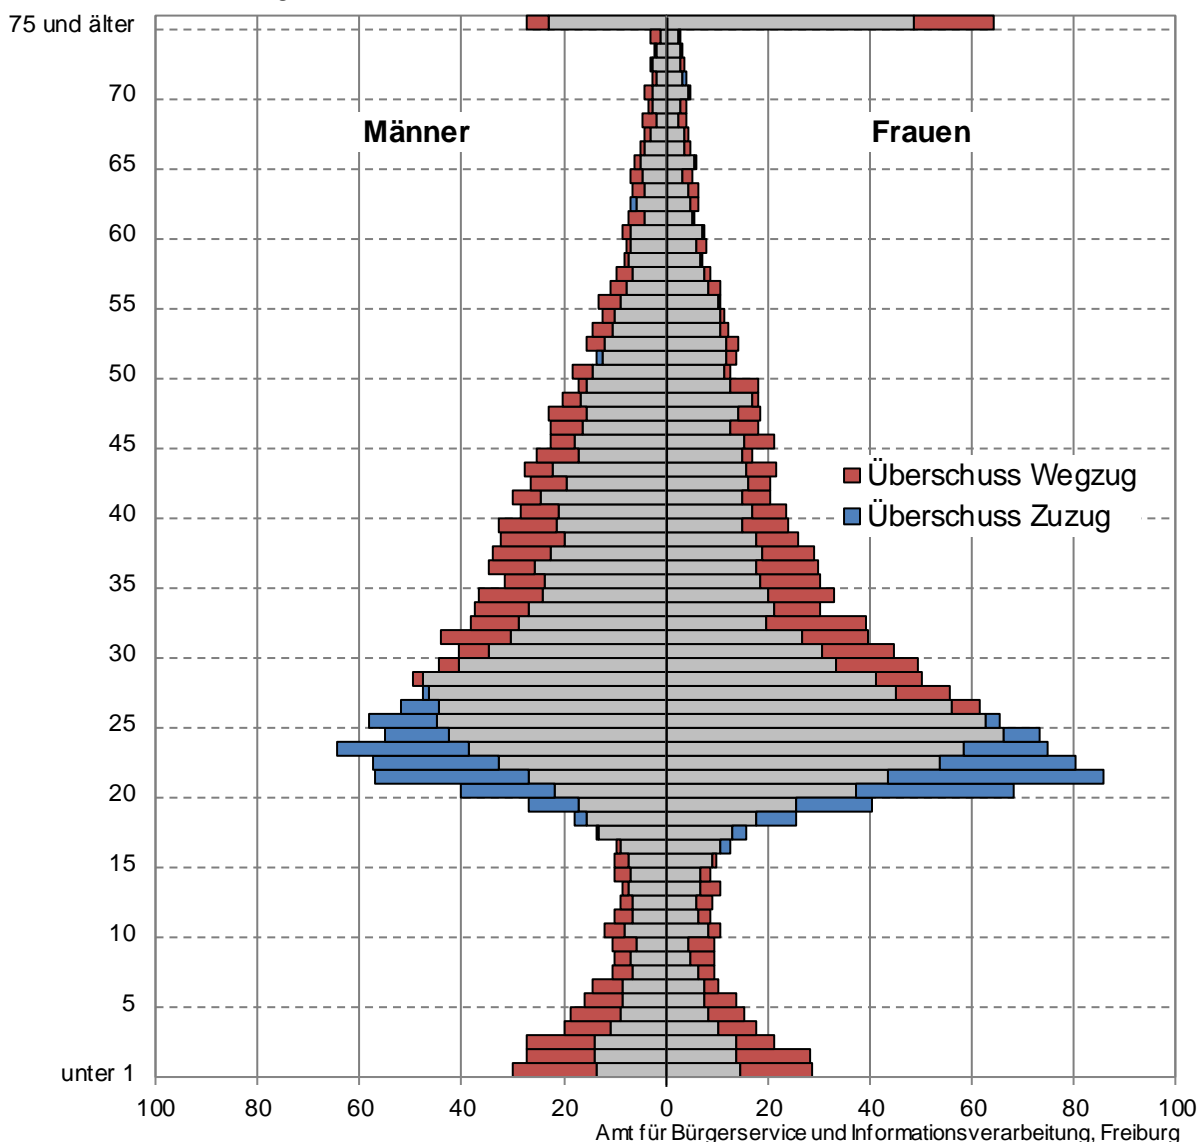 75 und älter
70
Männer
Frauen
65
60
55
50
45
Überschuss Wegzug
40
Überschuss Zuzug
35
30
25
20
15
10
5
unter 1
100 80 60 40 20 0 20 40 60 80 100
Amt für Bürgerservice und Informationsverarbeitung, Freiburg